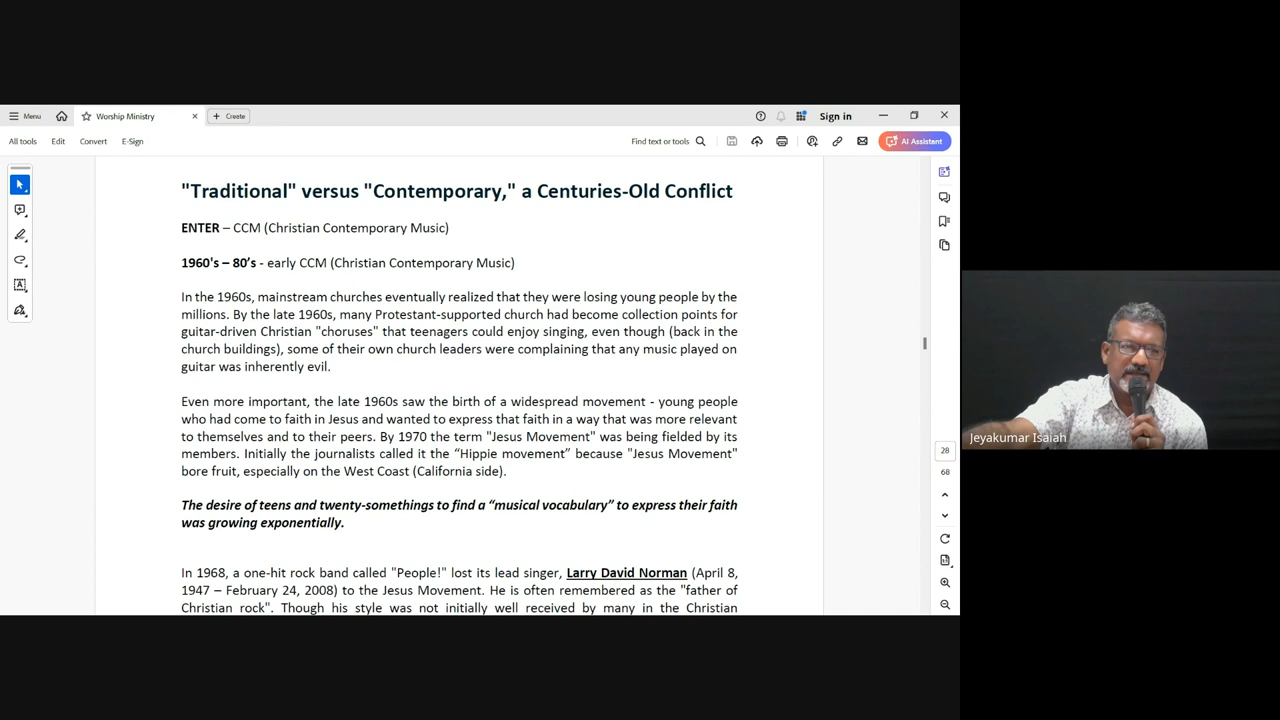 Menu
Worship Ministry
Create
Sign in
All tools
Edit
Convert
E-Sign
Find text or tools
AI Assistant
"Traditional" versus "Contemporary," a Centuries-Old Conflict
ENTER – CCM (Christian Contemporary Music)
1960's – 80’s - early CCM (Christian Contemporary Music)
In the 1960s, mainstream churches eventually realized that they were losing young people by the
millions. By the late 1960s, many Protestant-supported church had become collection points for
guitar-driven Christian "choruses" that teenagers could enjoy singing, even though (back in the
church buildings), some of their own church leaders were complaining that any music played on
guitar was inherently evil.
Even more important, the late 1960s saw the birth of a widespread movement - young people
who had come to faith in Jesus and wanted to express that faith in a way that was more relevant
to themselves and to their peers. By 1970 the term "Jesus Movement" was being fielded by its
members. Initially the journalists called it the “Hippie movement” because "Jesus Movement"
bore fruit, especially on the West Coast (California side).
The desire of teens and twenty-somethings to find a “musical vocabulary” to express their faith
was growing exponentially.
In 1968, a one-hit rock band called "People!" lost its lead singer, Larry David Norman (April 8,
1947 – February 24, 2008) to the Jesus Movement. He is often remembered as the "father of
Christian rock". Though his style was not initially well received by many in the Christian
28
68
Jeyakumar Isaiah